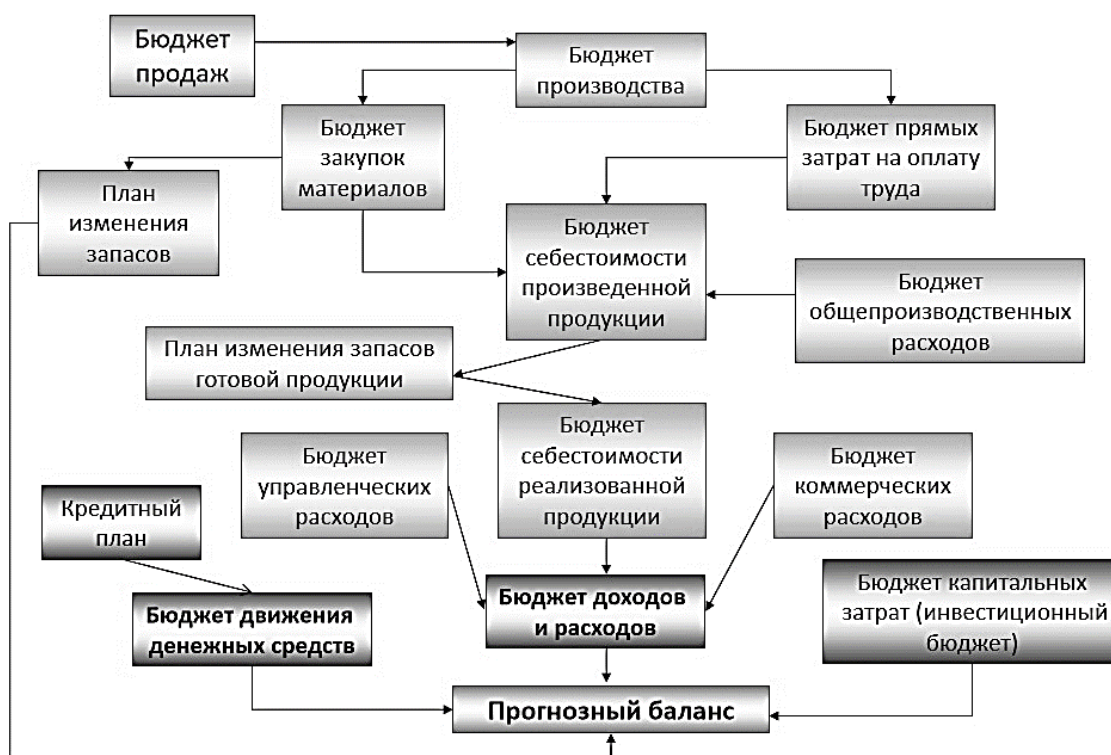 Бюджет
продаж
Бюджет
производства
Бюджет
закупок
материалов
Бюджет прямых
затрат на оплату
труда
План
изменения
запасов
Бюджет
себестоимости
произведенной
продукции
Бюджет
общепроизводственных
расходов
План изменения запасов
готовой продукции
Бюджет
себестоимости
реализованной
продукции
Бюджет
управленческих
расходов
Бюджет
коммерческих
расходов
Кредитный
план
Бюджет движения
денежных средств
Бюджет доходов
и расходов
Бюджет капитальных
затрат (инвестиционный
бюджет)
Прогнозный баланс